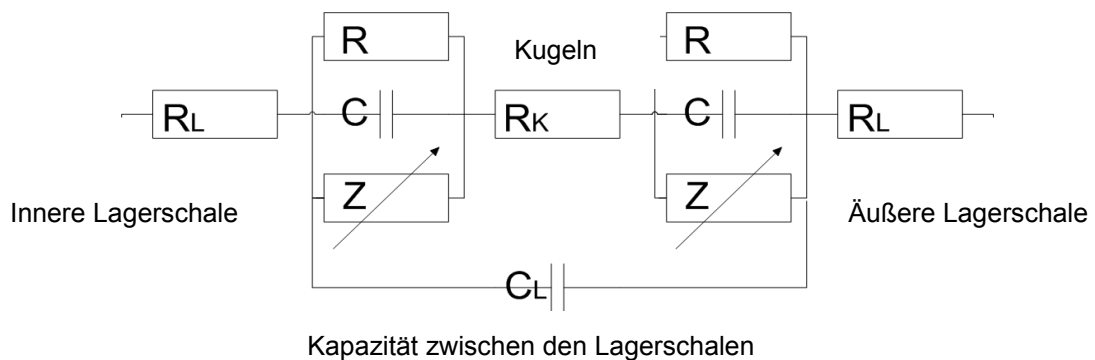 R Kugeln R
RL C RK C RL
Innere Lagerschale Z Z Äußere Lagerschale
CL
Kapazität zwischen den Lagerschalen